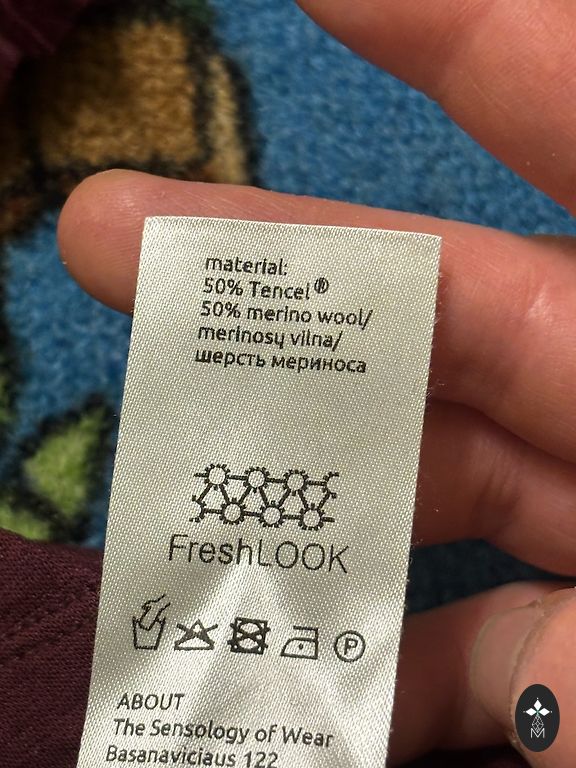 material:
50% Tencel®
50% merino wool/
merinosų vilna/
шерсть мериноса
FreshLOOK
P
ABOUT
The Sensology of Wear
Basanaviciaus 122
M